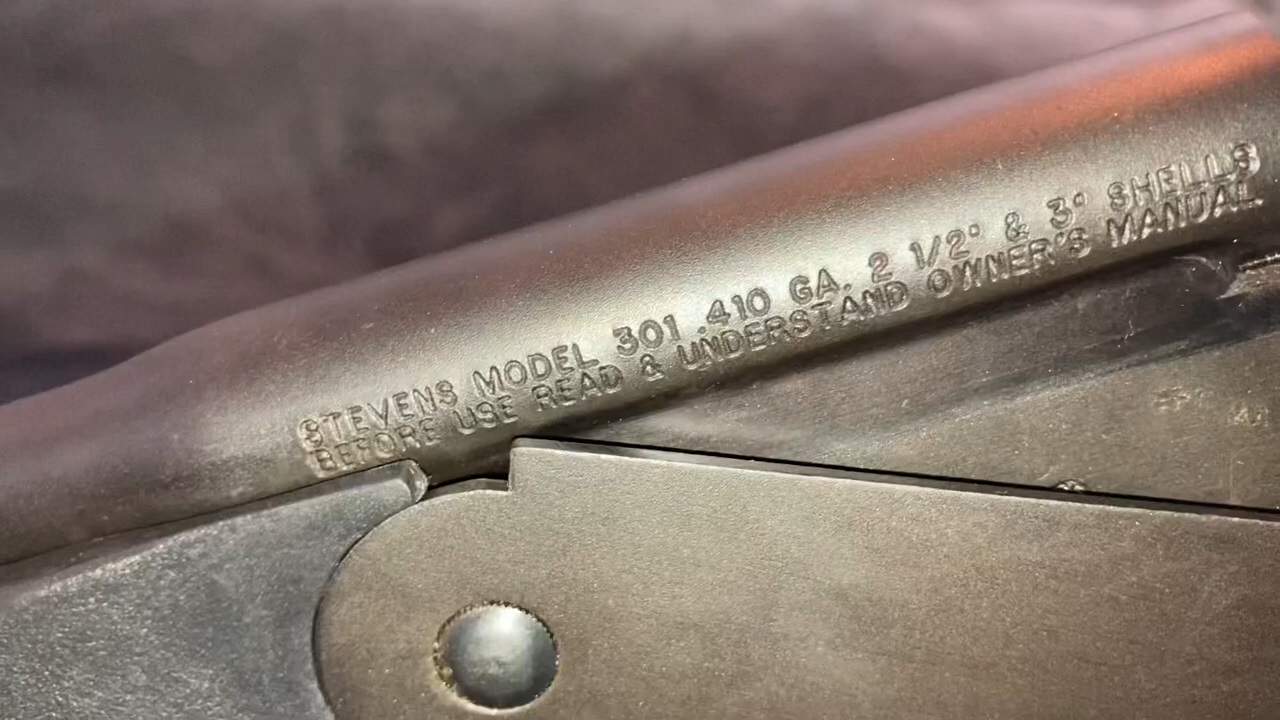 STEVENS MODEL 301 .410 GA. 2 1/2" & 3" SHELLS
BEFORE USE READ & UNDERSTAND OWNER'S MANUAL